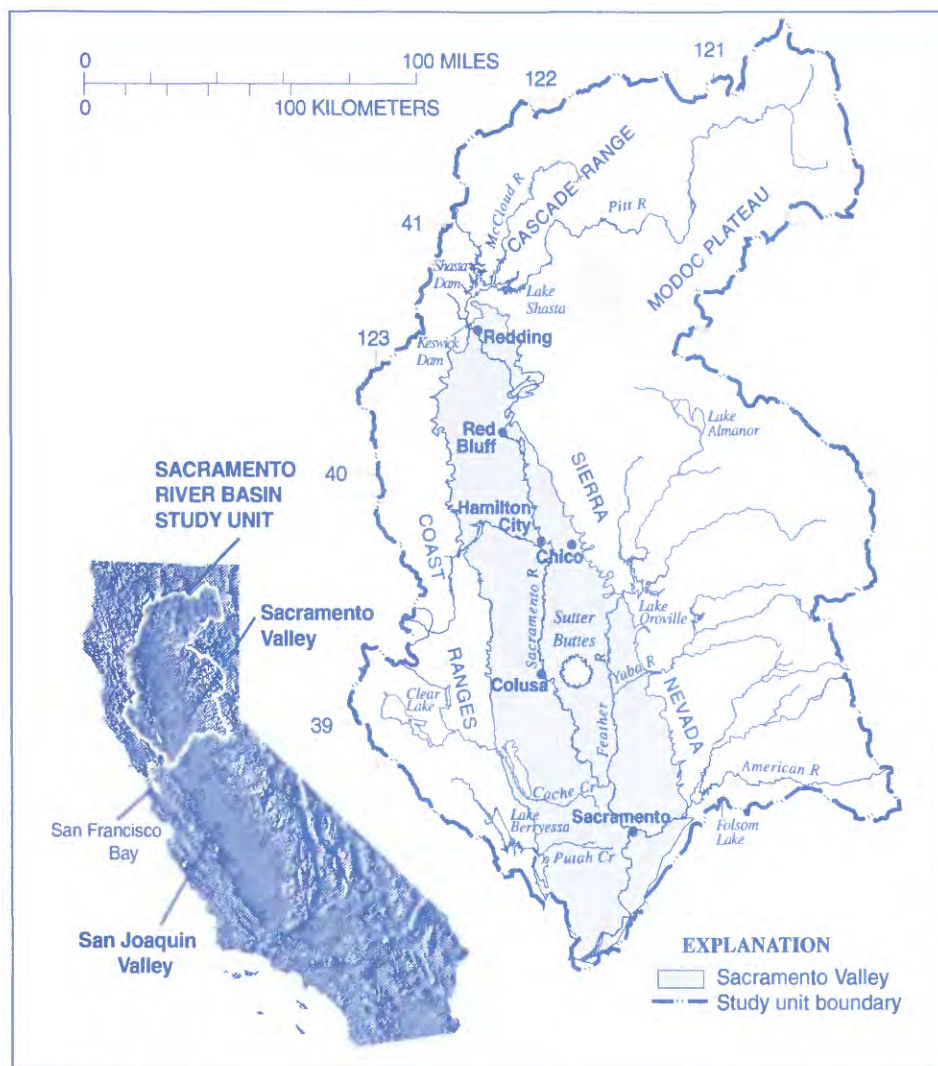 0 100 MILES
0 100 KILOMETERS
121
122
41
123
40
39
CASCADE RANGE
McCloud R
Pitt R
MODOC PLATEAU
Shasta
Dam
Lake
Shasta
Keswick
Dam
Redding
Red
Bluff
Lake
Almanor
SIERRA
NEVADA
Hamilton
City
Chico
COAST
RANGES
Sacramento R
Sutter
Buttes
Lake
Oroville
Yuba R
Feather R
Colusa
Clear
Lake
Cache Cr
Lake
Berryessa
Sacramento
American R
Folsom
Lake
Putah Cr
SACRAMENTO
RIVER BASIN
STUDY UNIT
Sacramento
Valley
San Francisco
Bay
San Joaquin
Valley
EXPLANATION
Sacramento Valley
Study unit boundary